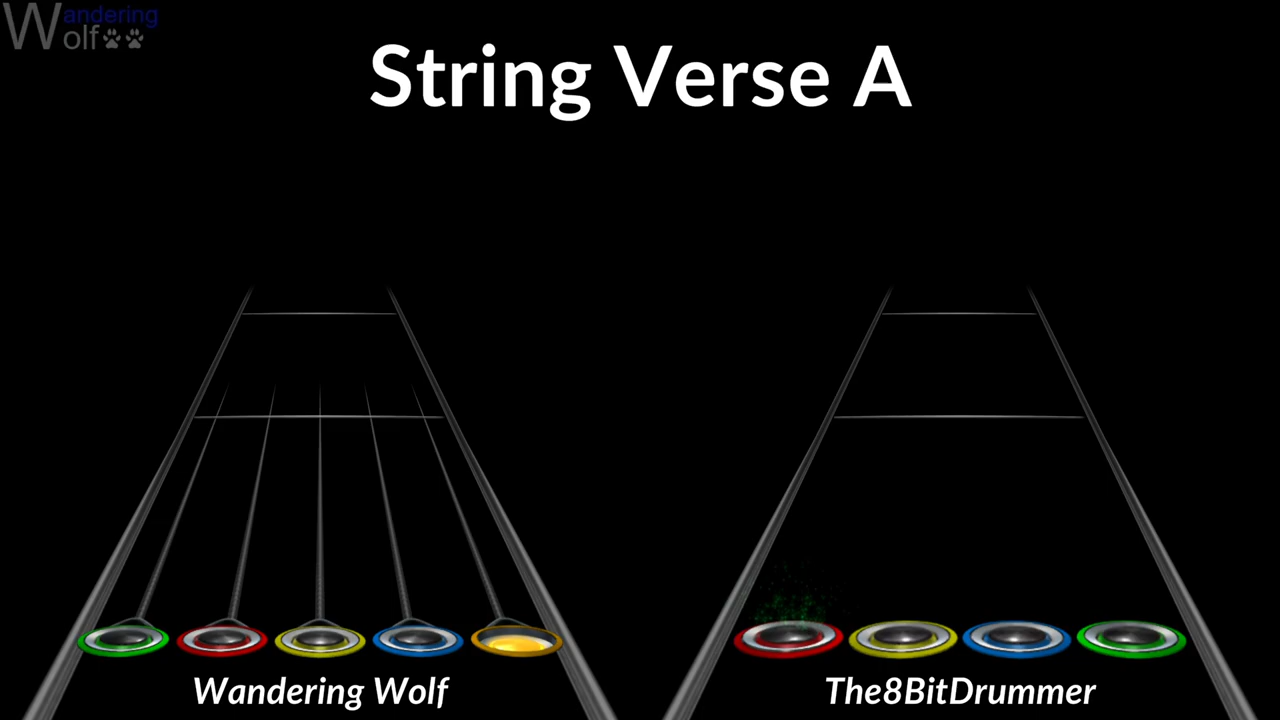 Wandering
Wolf
String Verse A
Wandering Wolf
The8BitDrummer